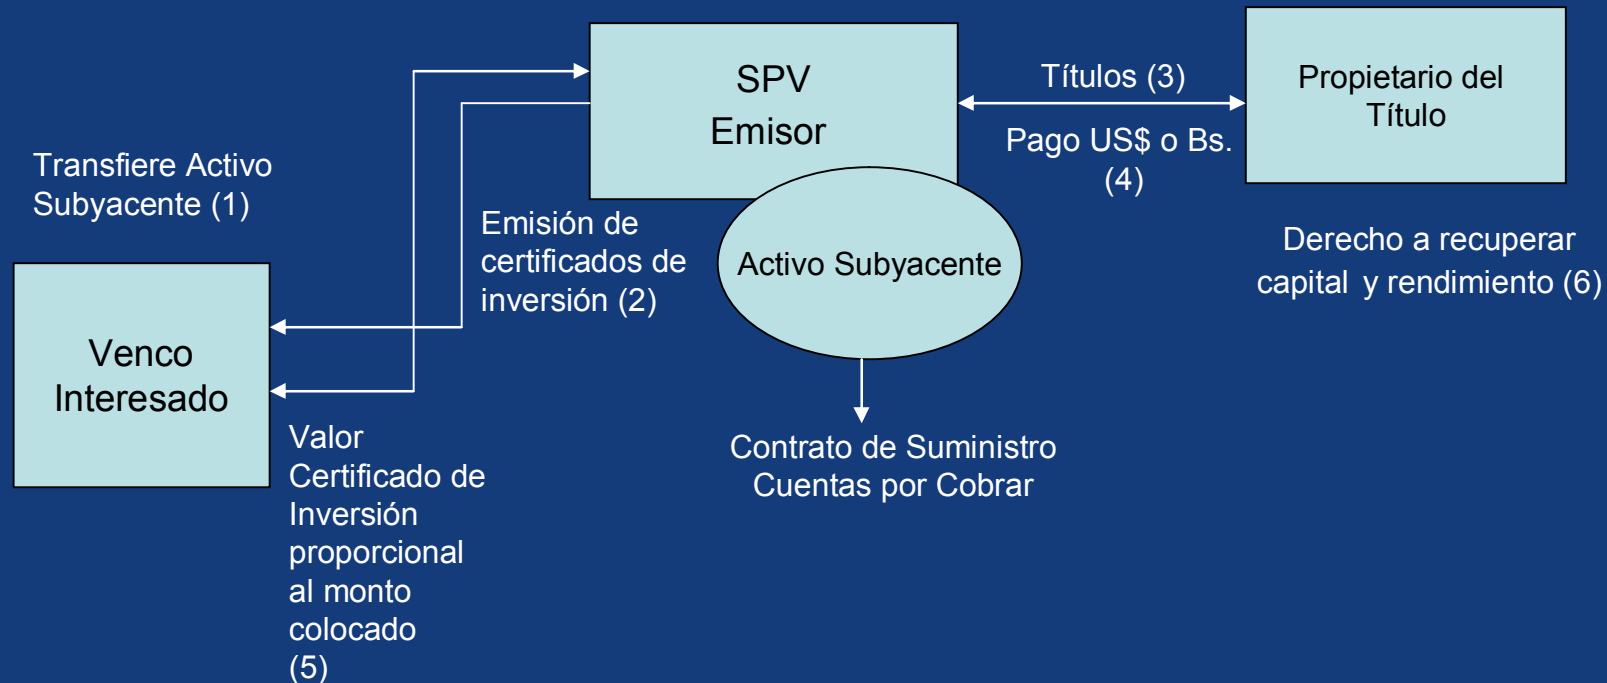 SPV
Emisor
Títulos (3)
Pago US$ o Bs.
(4)
Propietario del
Título
Transfiere Activo
Subyacente (1)
Emisión de
certificados de
inversión (2)
Activo Subyacente
Derecho a recuperar
capital y rendimiento (6)
Venco
Interesado
Valor
Certificado de
Inversión
proporcional
al monto
colocado
(5)
Contrato de Suministro
Cuentas por Cobrar